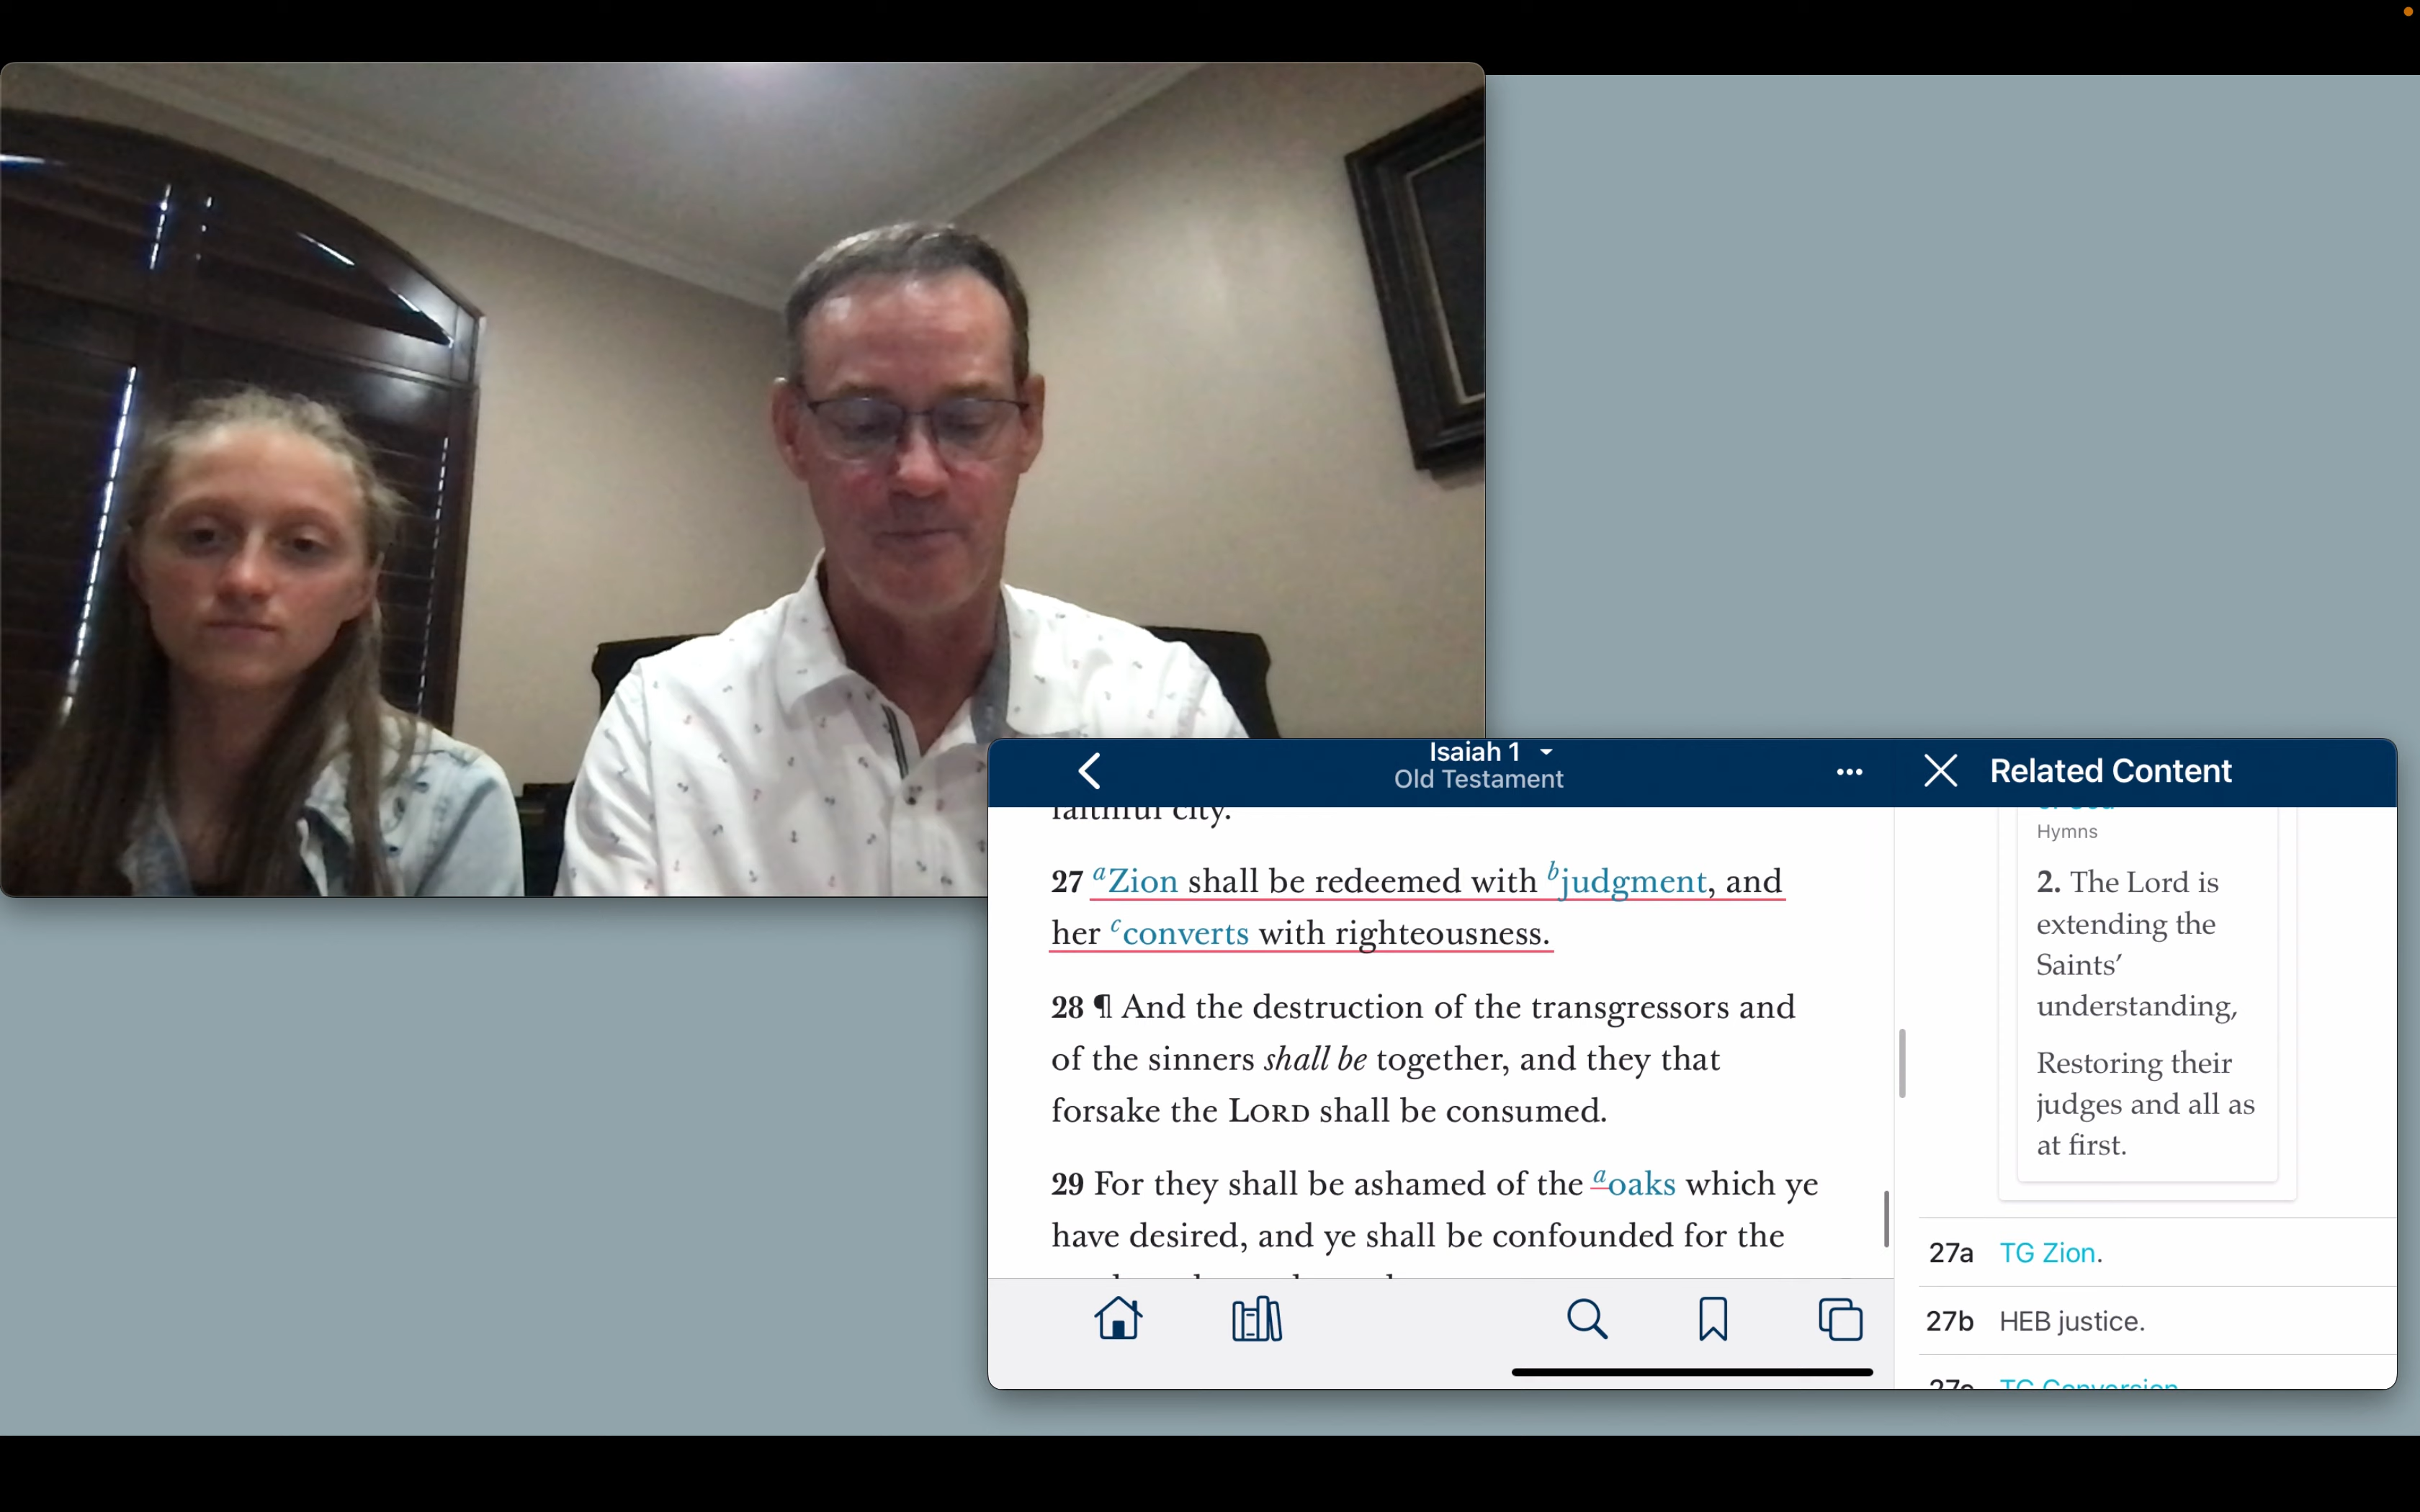 Isaiah 1
Old Testament
faithful city.
27 aZion shall be redeemed with bjudgment, and
her cconverts with righteousness.
28 ¶ And the destruction of the transgressors and
of the sinners shall be together, and they that
forsake the LORD shall be consumed.
29 For they shall be ashamed of the aoaks which ye
have desired, and ye shall be confounded for the
Related Content
Hymns
2. The Lord is
extending the
Saints’
understanding,
Restoring their
judges and all as
at first.
27a TG Zion.
27b HEB justice.
TG Conversion